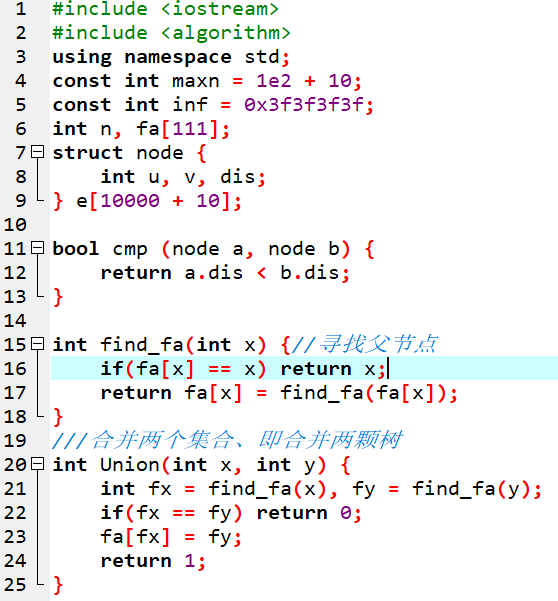 1 #include <iostream>
2 #include <algorithm>
3 using namespace std;
4 const int maxn = 1e2 + 10;
5 const int inf = 0x3f3f3f3f;
6 int n, fa[111];
7 struct node {
8     int u, v, dis;
9 } e[10000 + 10];
10
11 bool cmp (node a, node b) {
12     return a.dis < b.dis;
13 }
14
15 int find_fa(int x) {//寻找父节点
16     if(fa[x] == x) return x;
17     return fa[x] = find_fa(fa[x]);
18 }
19 ///合并两个集合、即合并两颗树
20 int Union(int x, int y) {
21     int fx = find_fa(x), fy = find_fa(y);
22     if(fx == fy) return 0;
23     fa[fx] = fy;
24     return 1;
25 }